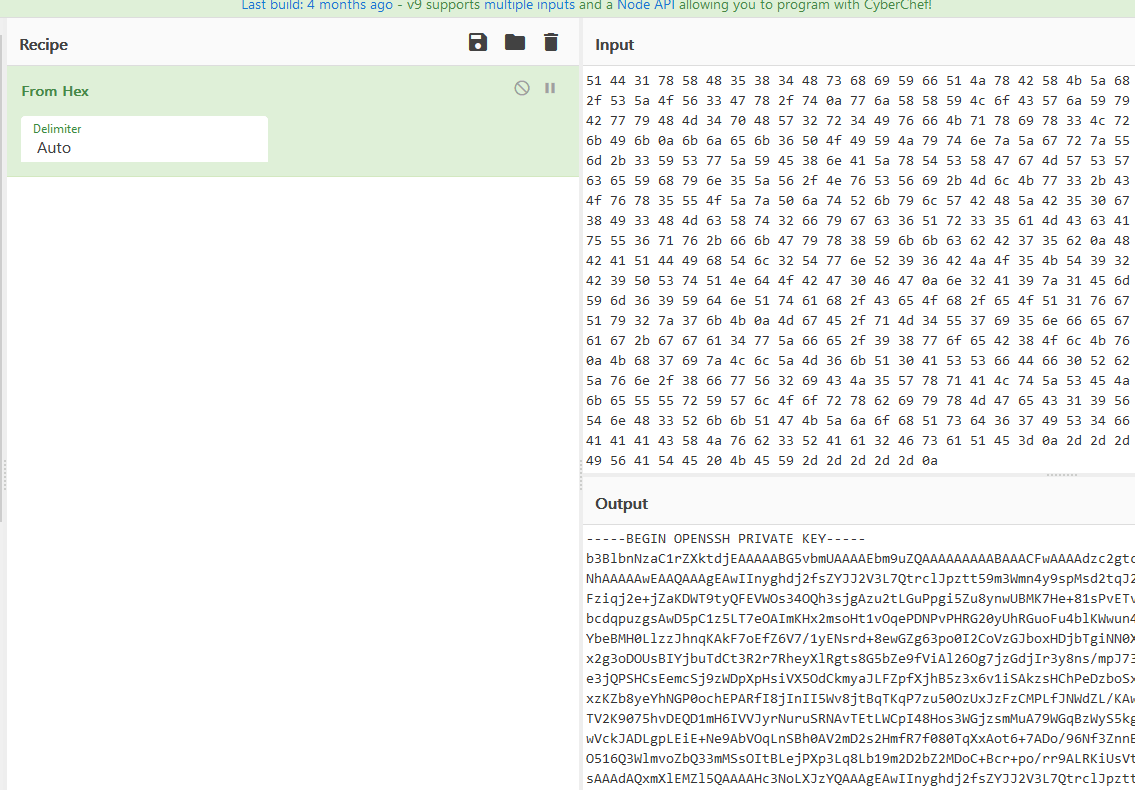 Last build: 4 months ago - v9 supports multiple inputs and a Node API allowing you to program with CyberChef!
Recipe
Input
From Hex
Delimiter
Auto
51 44 31 78 58 48 35 38 34 48 73 68 69 59 66 51 4a 78 42 58 4b 5a 68
2f 53 5a 4f 56 33 47 78 2f 74 0a 77 6a 58 58 59 4c 6f 43 57 6a 59 79
42 77 79 48 4d 34 70 48 57 32 72 34 49 76 66 4b 71 78 69 78 33 4c 72
6b 49 6b 0a 6b 6a 65 6b 36 50 4f 49 59 4a 79 74 6e 7a 5a 67 72 7a 55
6d 2b 33 59 53 77 5a 59 45 38 6e 41 5a 78 54 53 58 47 67 4d 57 53 57
63 65 59 68 79 6e 35 5a 56 2f 4e 76 53 56 69 2b 4d 6c 4b 77 33 2b 43
4f 76 78 35 55 4f 5a 7a 50 6a 74 52 6b 79 6c 57 42 48 5a 42 35 30 67
38 49 33 48 4d 63 58 74 32 66 79 67 63 36 51 72 33 35 61 4d 43 63 41
75 55 36 71 76 2b 66 6b 47 79 78 38 59 6b 6b 63 62 42 37 35 62 0a 48
42 41 51 44 49 68 54 6c 32 54 77 6e 52 39 36 42 4a 4f 35 4b 54 39 32
42 39 50 53 74 51 4e 64 4f 42 47 30 46 47 0a 6e 32 41 39 7a 31 45 6d
59 6d 36 39 59 64 6e 51 74 61 68 2f 43 65 4f 68 2f 65 4f 51 31 76 67
51 79 32 7a 37 6b 4b 0a 4d 67 45 2f 71 4d 34 55 37 69 35 6e 66 65 67
61 67 2b 67 67 61 34 77 5a 66 65 2f 39 38 77 6f 65 42 38 4f 6c 4b 76
0a 4b 68 37 69 7a 4c 6c 5a 4d 36 6b 51 30 41 53 53 66 44 66 30 52 62
5a 76 6e 2f 38 66 77 56 32 69 43 4a 35 57 78 71 41 4c 74 5a 53 45 4a
6b 65 55 55 72 59 57 6c 4f 6f 72 78 62 69 79 78 4d 47 65 43 31 39 56
54 6e 48 33 52 6b 6b 51 47 4b 5a 6a 6f 68 51 73 64 36 37 49 53 34 66
41 41 41 43 58 4a 76 62 33 52 41 61 32 46 73 61 51 45 3d 0a 2d 2d 2d
49 56 41 54 45 20 4b 45 59 2d 2d 2d 2d 2d 0a
Output
-----BEGIN OPENSSH PRIVATE KEY-----
b3BlbnNzaC1rZXktdjEAAAAABG5vbmUAAAAEbm9uZQAAAAAAAAABAAACFwAAAAdzc2gtc
NhAAAAAwEAAQAAAgEAwIInyghdj2fsZYJJ2V3L7QtrclJpztt59m3Wmn4y9spMsd2tqJ2
Fziqj2e+jZaKDWT9tyQFEVWOs34OQh3sjgAzu2tLGuPpgi5Zu8ynwUBMK7He+81sPvETv
bcdqpuzgsAwD5pC1z5LT7eOAImKHx2msoHt1vOqePDNPvPHRG20yUhRGuoFu4blKWwun4
YbeBMH0LlzzJhnqKAkF7oEfZ6V7/1yENsrd+8ewGZg63po0I2CoVzGJboxHDjbTgiNN0X
x2g3oDOUsBIYjbuTdCt3R2r7RheyXlRgts8G5bZe9fViAl26Og7jzGdjIr3y8ns/mpJ73
e3jQPSHCsEemcSj9zWDpXpHsiVX5OdCkmyaJLFZpfXjhB5z3x6v1iSAkzsHChPeDzboSx
xzKZb8yeYhNGP0ochEPARfI8jInII5Wv8jtBqTKqP7zu50OzUxJzFzCMPLfJNWdZL/KAw
TV2K9075hvDEQD1mH6IVVJyrNuruSRNAvTEtLWCpI48Hos3WGjzsmMuA79WGqBzWyS5kg
wVckJADLgpLEiE+Ne9AbVOqLnSBh0AV2mD2s2HmfR7f080TqXxAot6+7ADo/96Nf3ZnnE
O516Q3WlmvoZbQ33mMSsOItBLejPXp3Lq8Lb19m2D2bZ2MDoC+Bcr+po/rr9ALRKiUsVt
sAAAdAQxmXlEMZl5QAAAAHc3NoLXJzYQAAAgEAwIInyghdj2fsZYJJ2V3L7QtrclJpztt